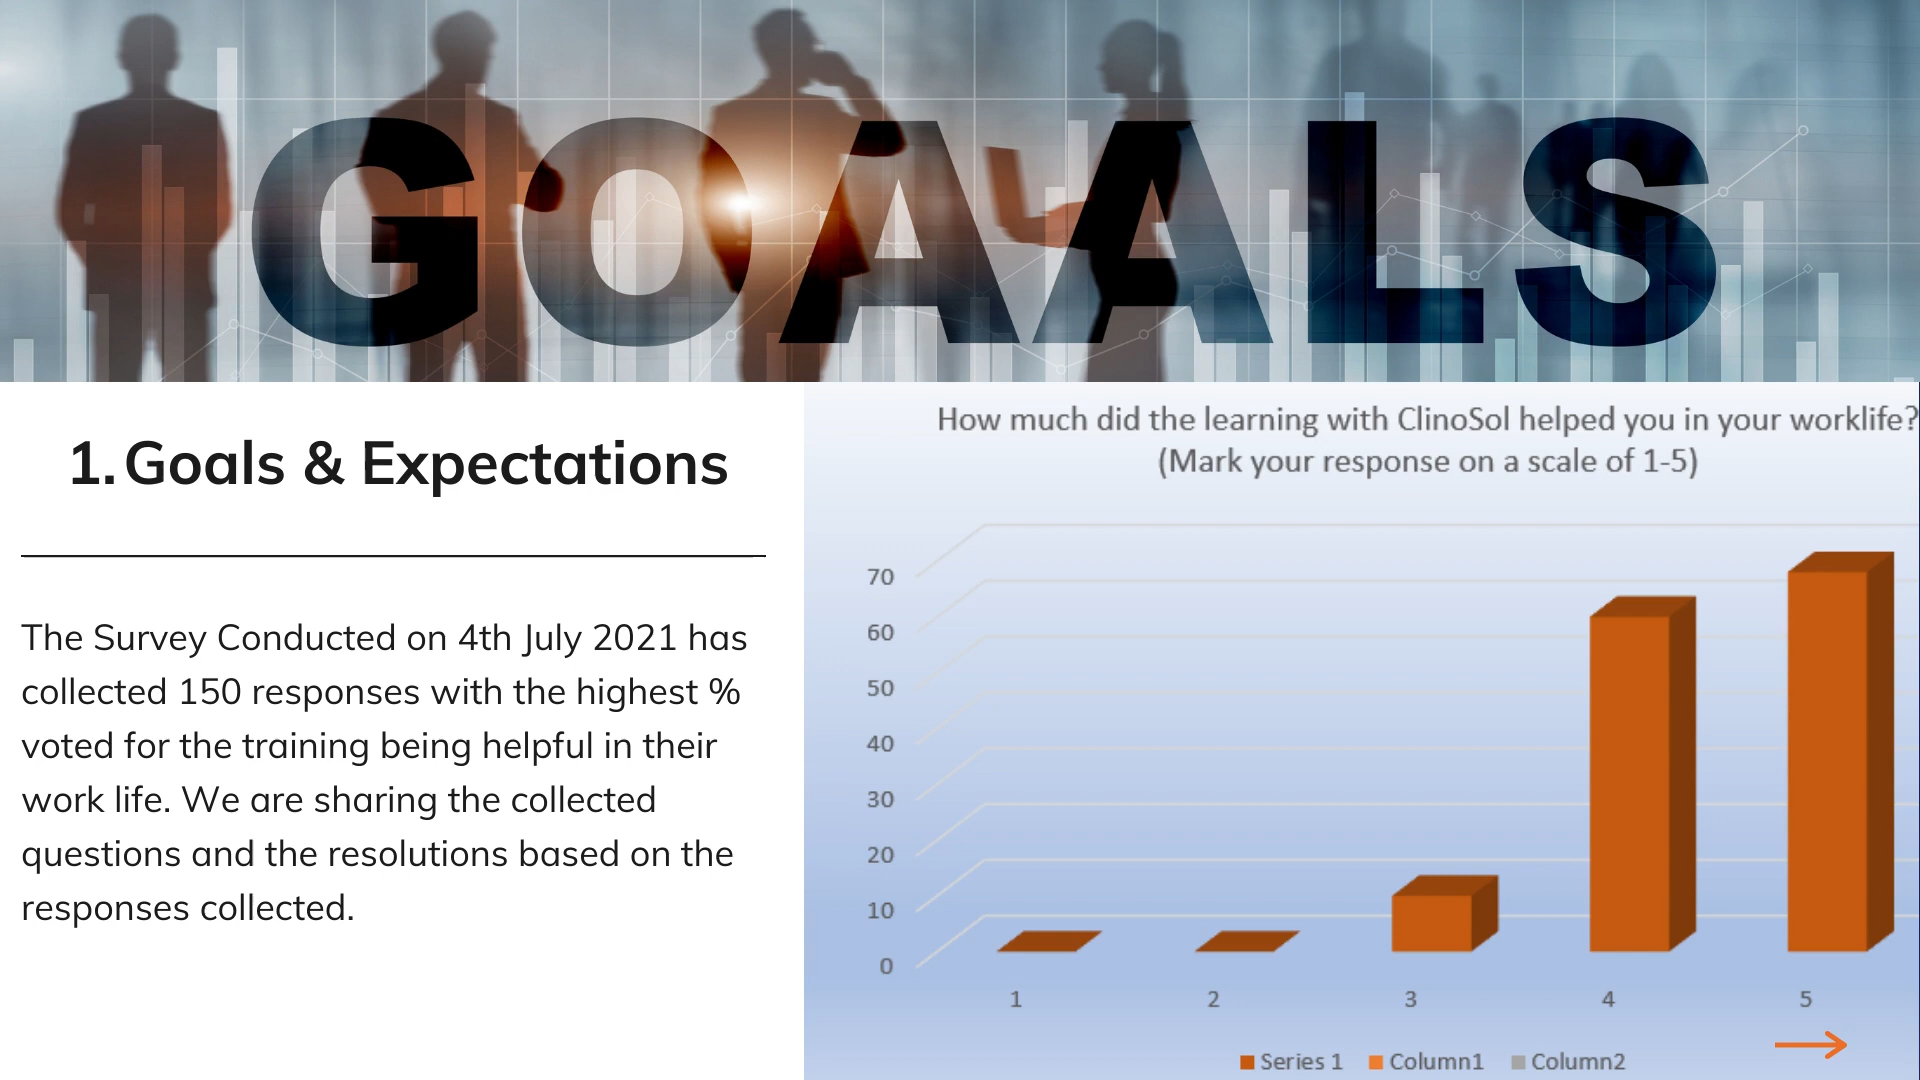 GOAALS
1. Goals & Expectations
The Survey Conducted on 4th July 2021 has
collected 150 responses with the highest %
voted for the training being helpful in their
work life. We are sharing the collected
questions and the resolutions based on the
responses collected.
How much did the learning with ClinoSol helped you in your worklife?
(Mark your response on a scale of 1-5)
70
60
50
40
30
20
10
0
1 2 3 4 5
Series 1 Column1 Column2